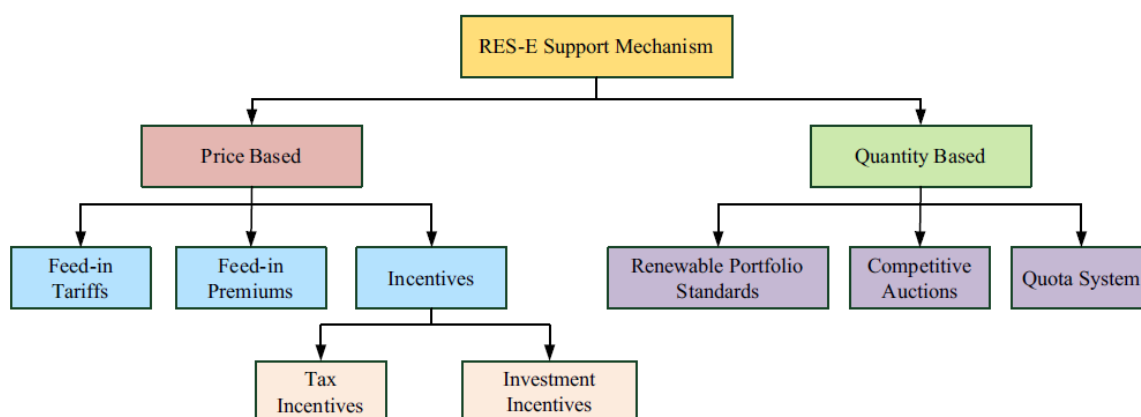 RES-E Support Mechanism
Price Based
Quantity Based
Feed-in
Tariffs
Feed-in
Premiums
Incentives
Renewable Portfolio
Standards
Competitive
Auctions
Quota System
Tax
Incentives
Investment
Incentives